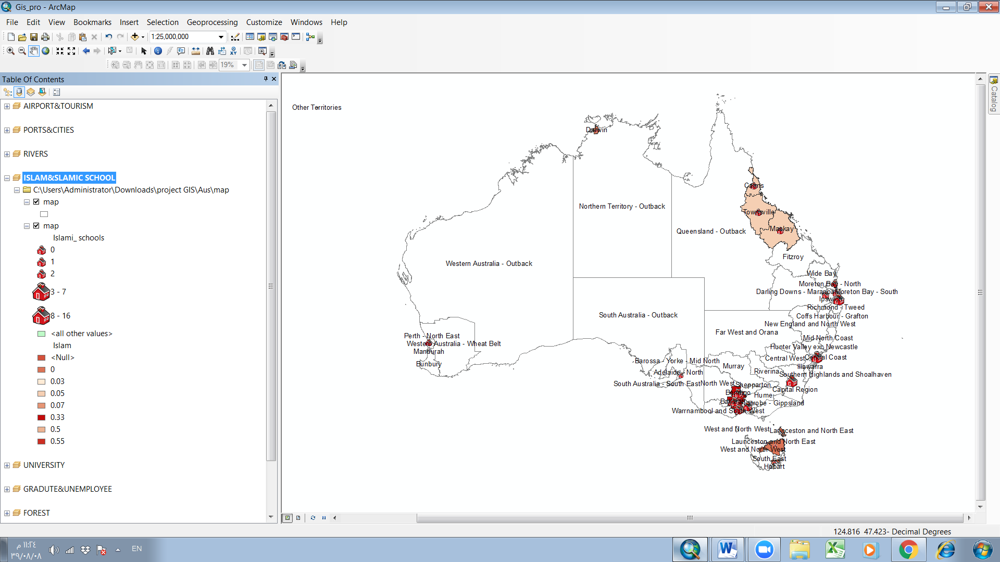 Gis_pro - ArcMap
File Edit View Bookmarks Insert Selection Geoprocessing Customize Windows Help
1:25,000,000
19%
Table Of Contents
AIRPORT&TOURISM
PORTS&CITIES
RIVERS
ISLAM&SLAMIC SCHOOL
C:\Users\Administrator\Downloads\project GIS\Aus\map
map
map
Islami_ schools
0
1
2
3 - 7
8 - 16
<all other values>
Islam
<Null>
0
0.03
0.05
0.07
0.33
0.5
0.55
UNIVERSITY
GRADUTE&UNEMPLOYEE
FOREST
Catalog
Other Territories
Darwin
Cairns
Northern Territory - Outback
Townsville
Mackay
Queensland - Outback
Fitzroy
Western Australia - Outback
Wide Bay
Moreton Bay - North
Darling Downs - Maranoa
Moreton Bay - South
Ipswich
Richmond - Tweed
South Australia - Outback
Coffs Harbour - Grafton
New England and North West
Far West and Orana
Perth - North East
Mid North Coast
Western Australia - Wheat Belt
Hunter Valley exc Newcastle
Mandurah
Central West
Central Coast
Barossa - Yorke - Mid North
Bunbury
Murray
Illawarra
Adelaide - North
Riverina
Southern Highlands and Shoalhaven
South Australia - South East
North West
Shepparton
Capital Region
Bendigo
Hume
Ballarat
Latrobe - Gippsland
Warrnambool and South West
West and North West
Launceston and North East
Launceston and North East
West and North West
South East
Hobart
124.816 47.423- Decimal Degrees
EN
١١:٢٤ م
٣٩/٠٨/٠٨